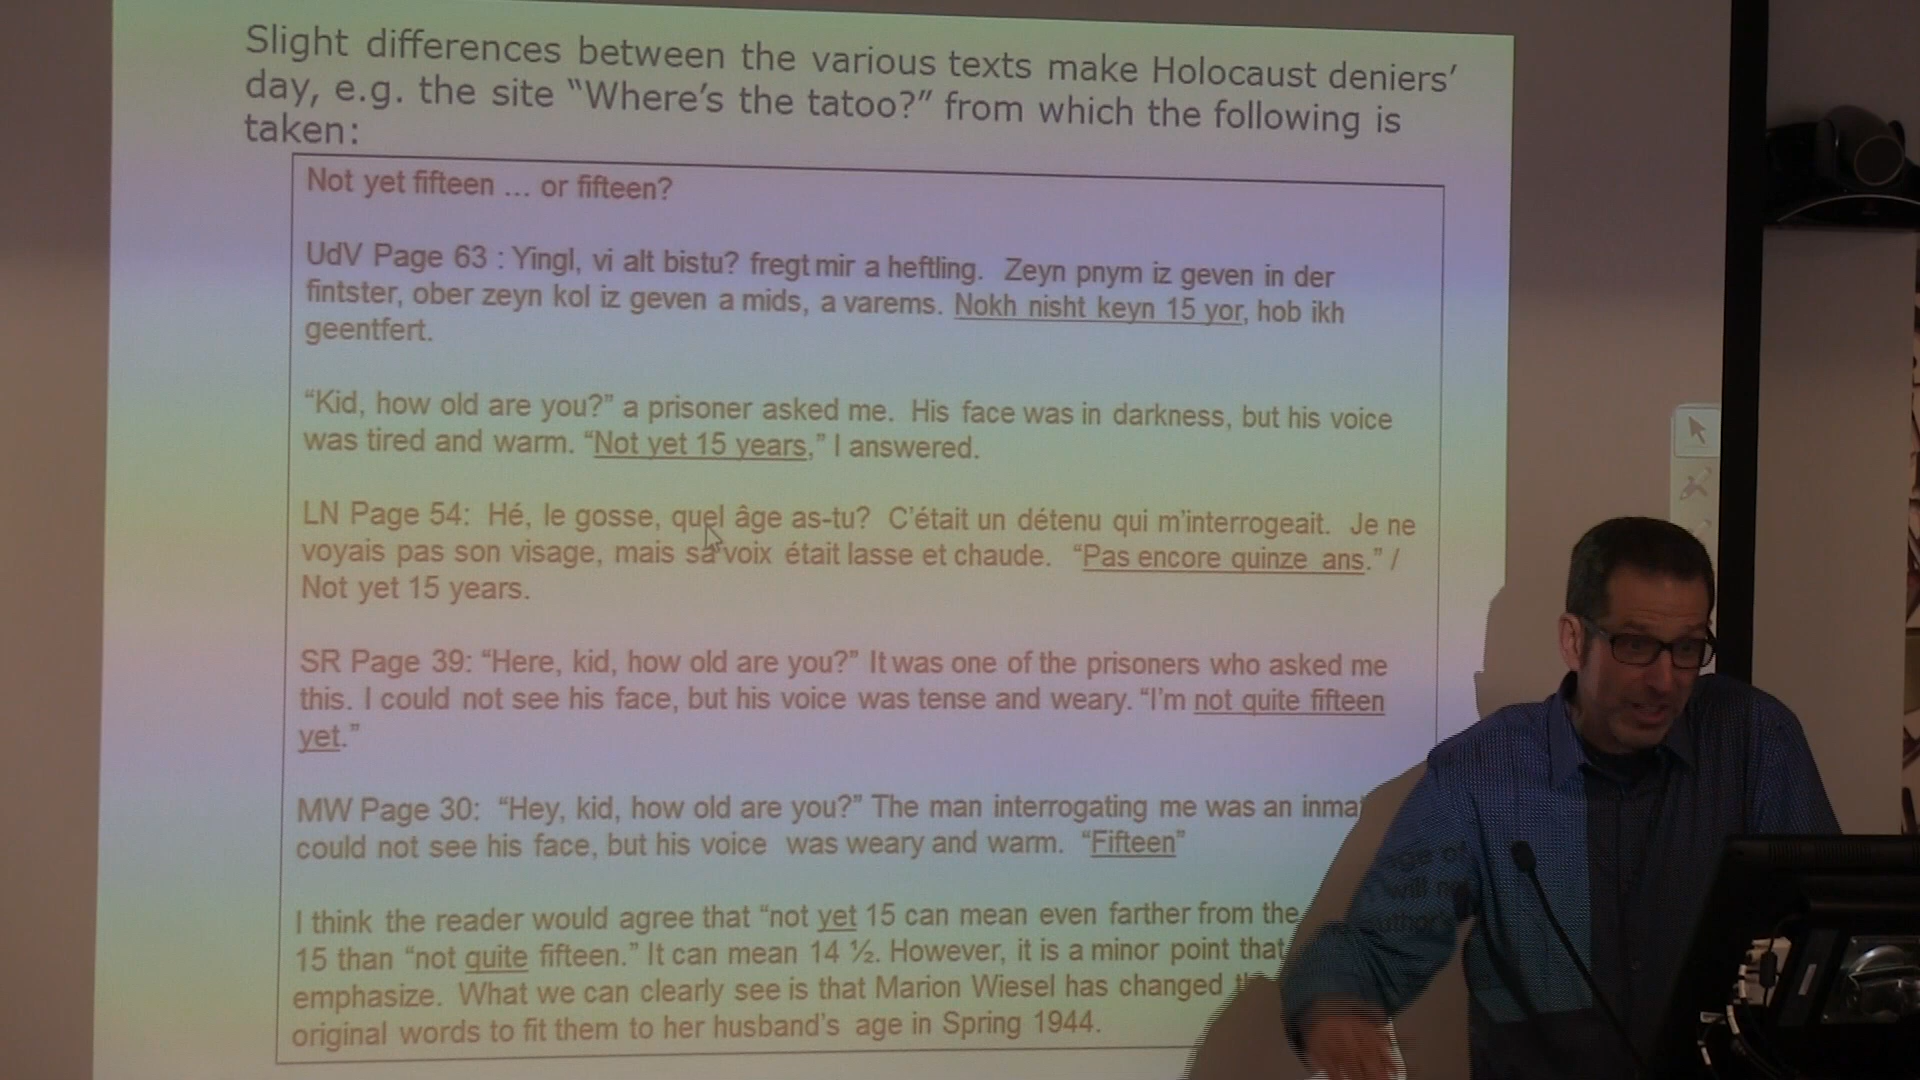 Slight differences between the various texts make Holocaust deniers’
day, e.g. the site “Where’s the tatoo?” from which the following is
taken:
Not yet fifteen ... or fifteen?
UdV Page 63 : Yingl, vi alt bistu? fregt mir a heftling. Zeyn pnym iz geven in der
fintster, ober zeyn kol iz geven a mids, a varems. Nokh nisht keyn 15 yor, hob ikh
geentfert.
“Kid, how old are you?” a prisoner asked me. His face was in darkness, but his voice
was tired and warm. “Not yet 15 years,” I answered.
LN Page 54: Hé, le gosse, quel âge as-tu? C’était un détenu qui m’interrogeait. Je ne
voyais pas son visage, mais sa voix était lasse et chaude. “Pas encore quinze ans.” /
Not yet 15 years.
SR Page 39: “Here, kid, how old are you?” It was one of the prisoners who asked me
this. I could not see his face, but his voice was tense and weary. “I’m not quite fifteen
yet.”
MW Page 30: “Hey, kid, how old are you?” The man interrogating me was an inma
could not see his face, but his voice was weary and warm. “Fifteen”
I think the reader would agree that “not yet 15 can mean even farther from the age of
15 than “not quite fifteen.” It can mean 14 ½. However, it is a minor point that will
emphasize. What we can clearly see is that Marion Wiesel has changed
original words to fit them to her husband’s age in Spring 1944.